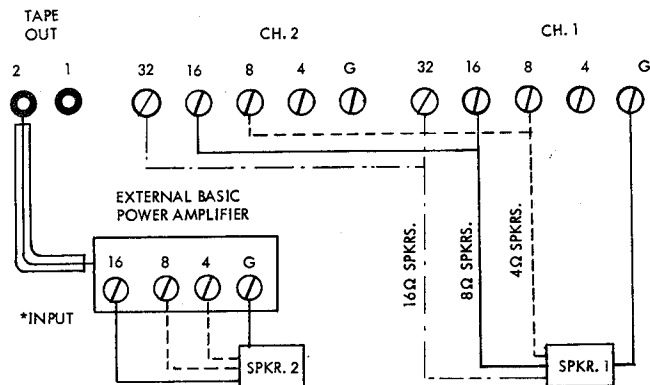 TAPE
OUT
CH. 2
CH. 1
2 1
32 16 8 4 G
32 16 8 4 G
EXTERNAL BASIC
POWER AMPLIFIER
16 8 4 G
*INPUT
SPKR. 2
16Ω SPKRS.
8Ω SPKRS.
4Ω SPKRS.
SPKR. 1